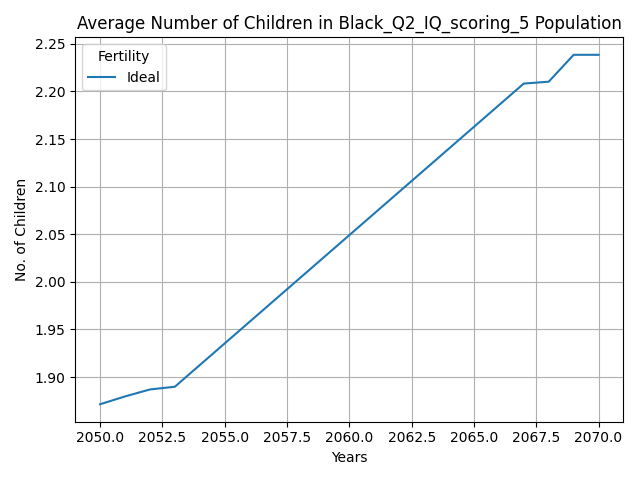 Average Number of Children in Black_Q2_IQ_scoring_5 Population
Fertility
Ideal
2.25
2.20
2.15
2.10
2.05
2.00
1.95
1.90
No. of Children
2050.0 2052.5 2055.0 2057.5 2060.0 2062.5 2065.0 2067.5 2070.0
Years